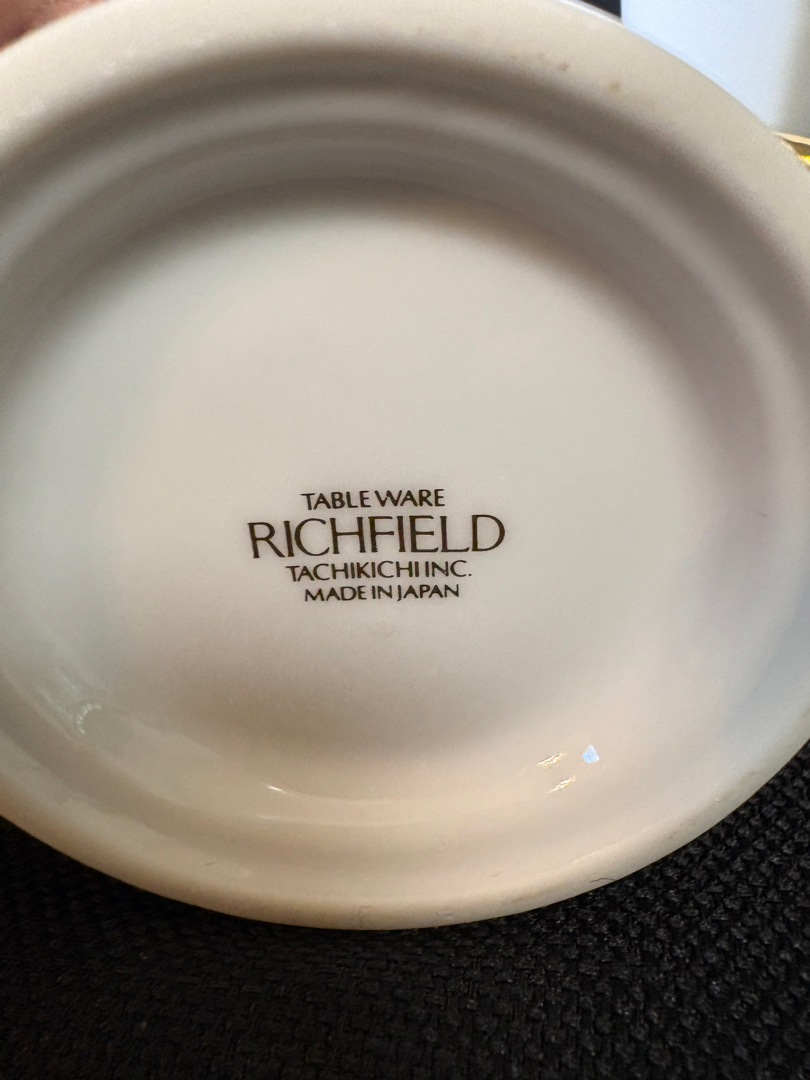 TABLE WARE
RICHFIELD
TACHIKICHI INC.
MADE IN JAPAN